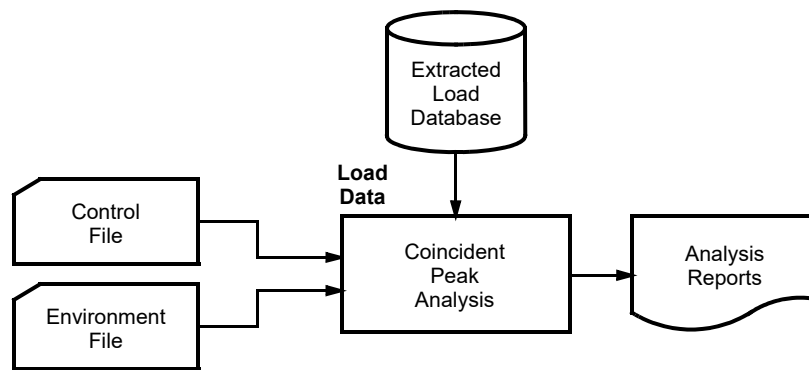 Extracted
Load
Database
Load
Data
Control
File
Coincident
Peak
Analysis
Analysis
Reports
Environment
File